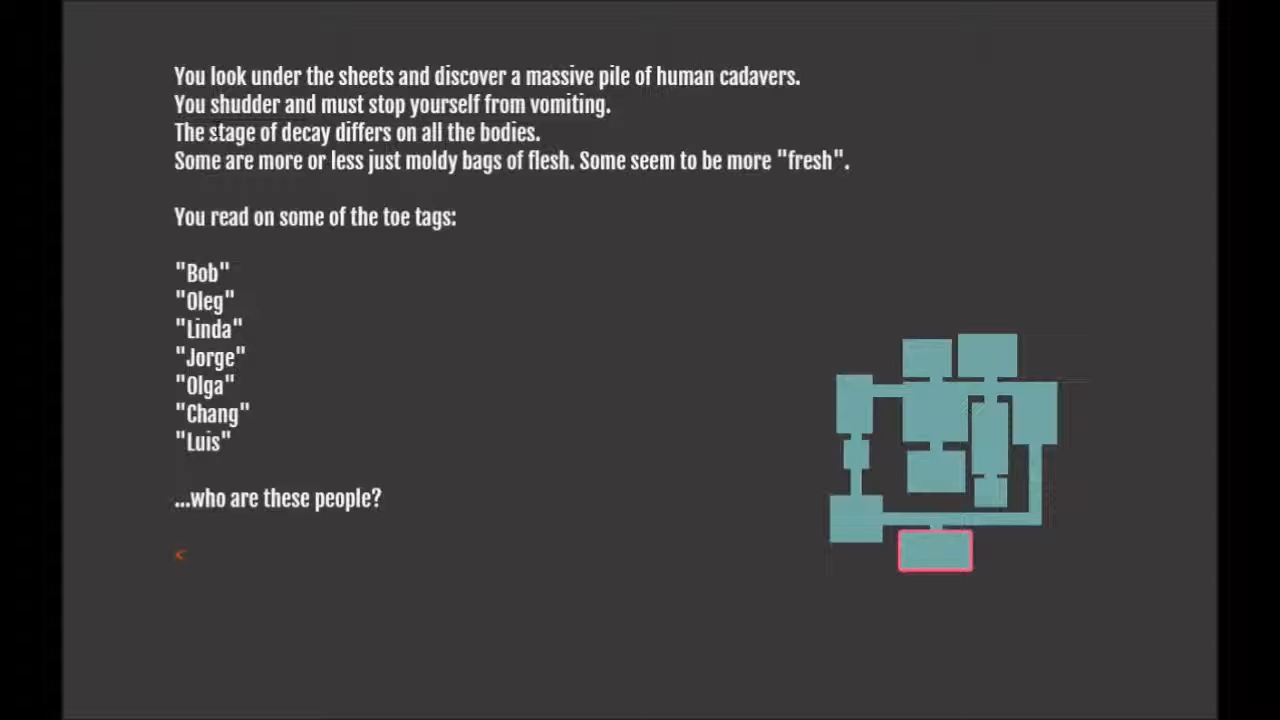 You look under the sheets and discover a massive pile of human cadavers.
You shudder and must stop yourself from vomiting.
The stage of decay differs on all the bodies.
Some are more or less just moldy bags of flesh. Some seem to be more "fresh".
You read on some of the toe tags:
"Bob"
"Oleg"
"Linda"
"Jorge"
"Olga"
"Chang"
"Luis"
...who are these people?
<